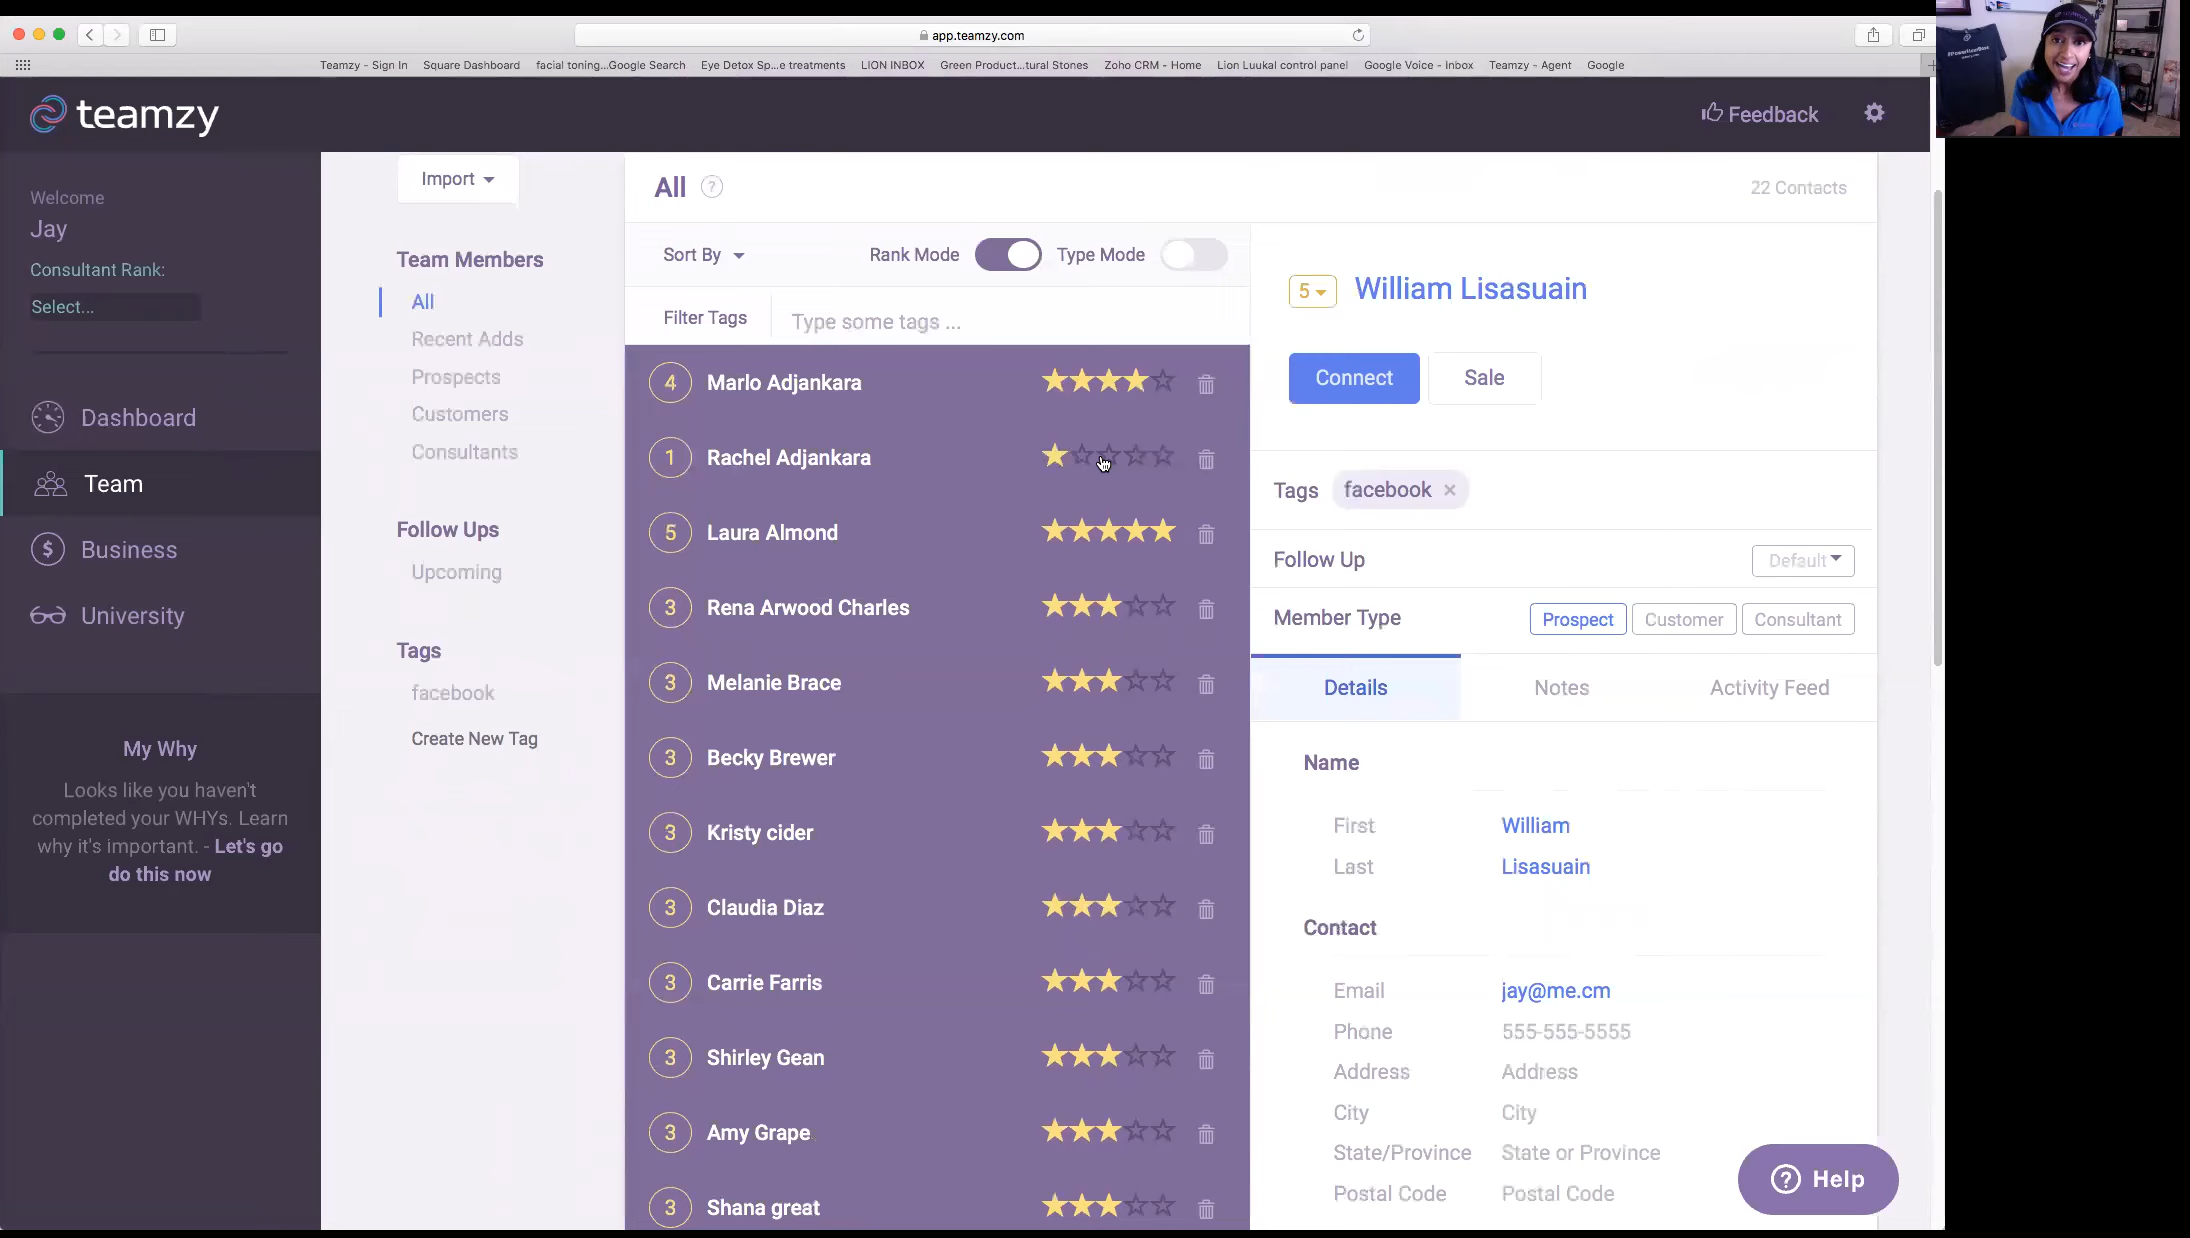 app.teamzy.com
Teamzy - Sign In
Square Dashboard
facial toning...Google Search
Eye Detox Sp...e treatments
LION INBOX
Green Product...tural Stones
Zoho CRM - Home
Lion Luukal control panel
Google Voice - Inbox
Teamzy - Agent
Google
teamzy
Feedback
Welcome
Jay
Consultant Rank:
Select...
Dashboard
Team
Business
University
My Why
Looks like you haven't
completed your WHYs. Learn
why it's important. - Let's go
do this now
Import
Team Members
All
Recent Adds
Prospects
Customers
Consultants
Follow Ups
Upcoming
Tags
facebook
Create New Tag
All ?
22 Contacts
Sort By
Rank Mode
Type Mode
Filter Tags
Type some tags ...
4 Marlo Adjankara
1 Rachel Adjankara
5 Laura Almond
3 Rena Arwood Charles
3 Melanie Brace
3 Becky Brewer
3 Kristy cider
3 Claudia Diaz
3 Carrie Farris
3 Shirley Gean
3 Amy Grape
3 Shana great
5 William Lisasuain
Connect
Sale
Tags facebook ×
Follow Up Default
Member Type Prospect Customer Consultant
Details Notes Activity Feed
Name
First William
Last Lisasuain
Contact
Email jay@me.cm
Phone 555-555-5555
Address Address
City City
State/Province State or Province
Postal Code Postal Code
? Help